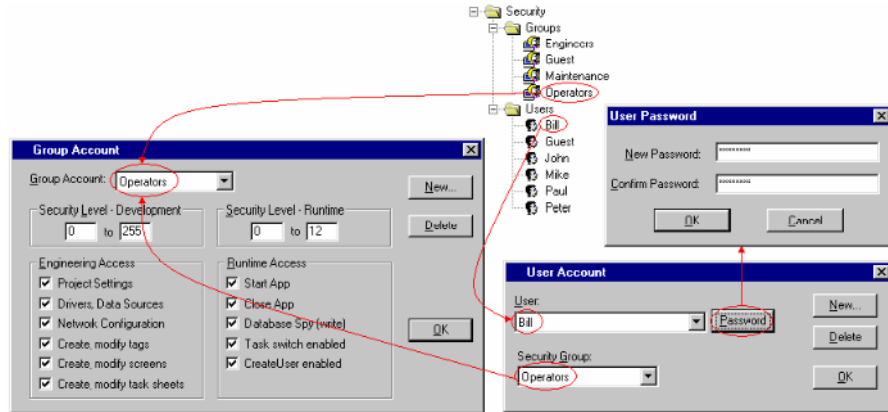 Security
Groups
Engineers
Guest
Maintenance
Operators
Users
Bill
Guest
John
Mike
Paul
Peter
Group Account
Group Account: Operators
New...
Delete
Security Level - Development
0 to 255
Security Level - Runtime
0 to 12
Engineering Access
Project Settings
Drivers, Data Sources
Network Configuration
Create, modify tags
Create, modify screens
Create, modify task sheets
Runtime Access
Start App
Close App
Database Spy (write)
Task switch enabled
CreateUser enabled
OK
User Password
New Password: *********
Confirm Password: *********
OK
Cancel
User Account
User:
Bill
Password
New...
Delete
Security Group:
Operators
OK